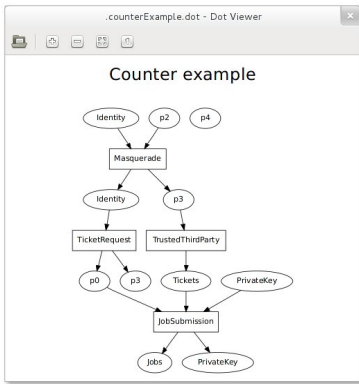 .counterExample.dot - Dot Viewer
Counter example
Identity p2 p4
Masquerade
Identity p3
TicketRequest TrustedThirdParty
p0 p3 Tickets PrivateKey
JobSubmission
Jobs PrivateKey